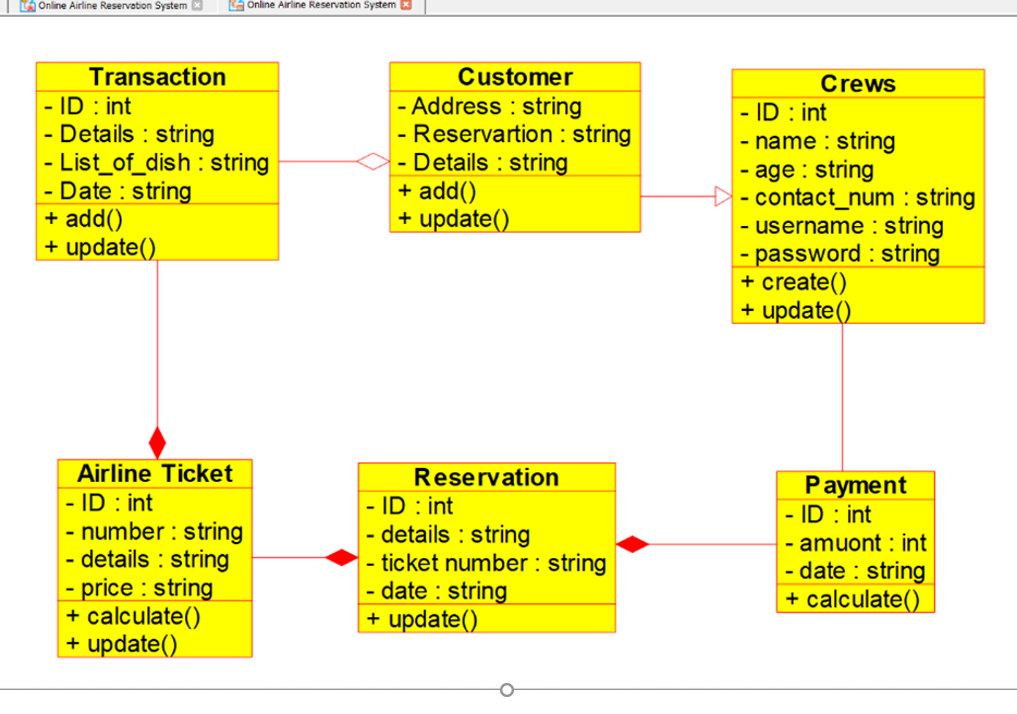 Online Airline Reservation System
Online Airline Reservation System
Transaction
- ID : int
- Details : string
- List_of_dish : string
- Date : string
+ add()
+ update()
Customer
- Address : string
- Reservartion : string
- Details : string
+ add()
+ update()
Crews
- ID : int
- name : string
- age : string
- contact_num : string
- username : string
- password : string
+ create()
+ update()
Airline Ticket
- ID : int
- number : string
- details : string
- price : string
+ calculate()
+ update()
Reservation
- ID : int
- details : string
- ticket number : string
- date : string
+ update()
Payment
- ID : int
- amuont : int
- date : string
+ calculate()